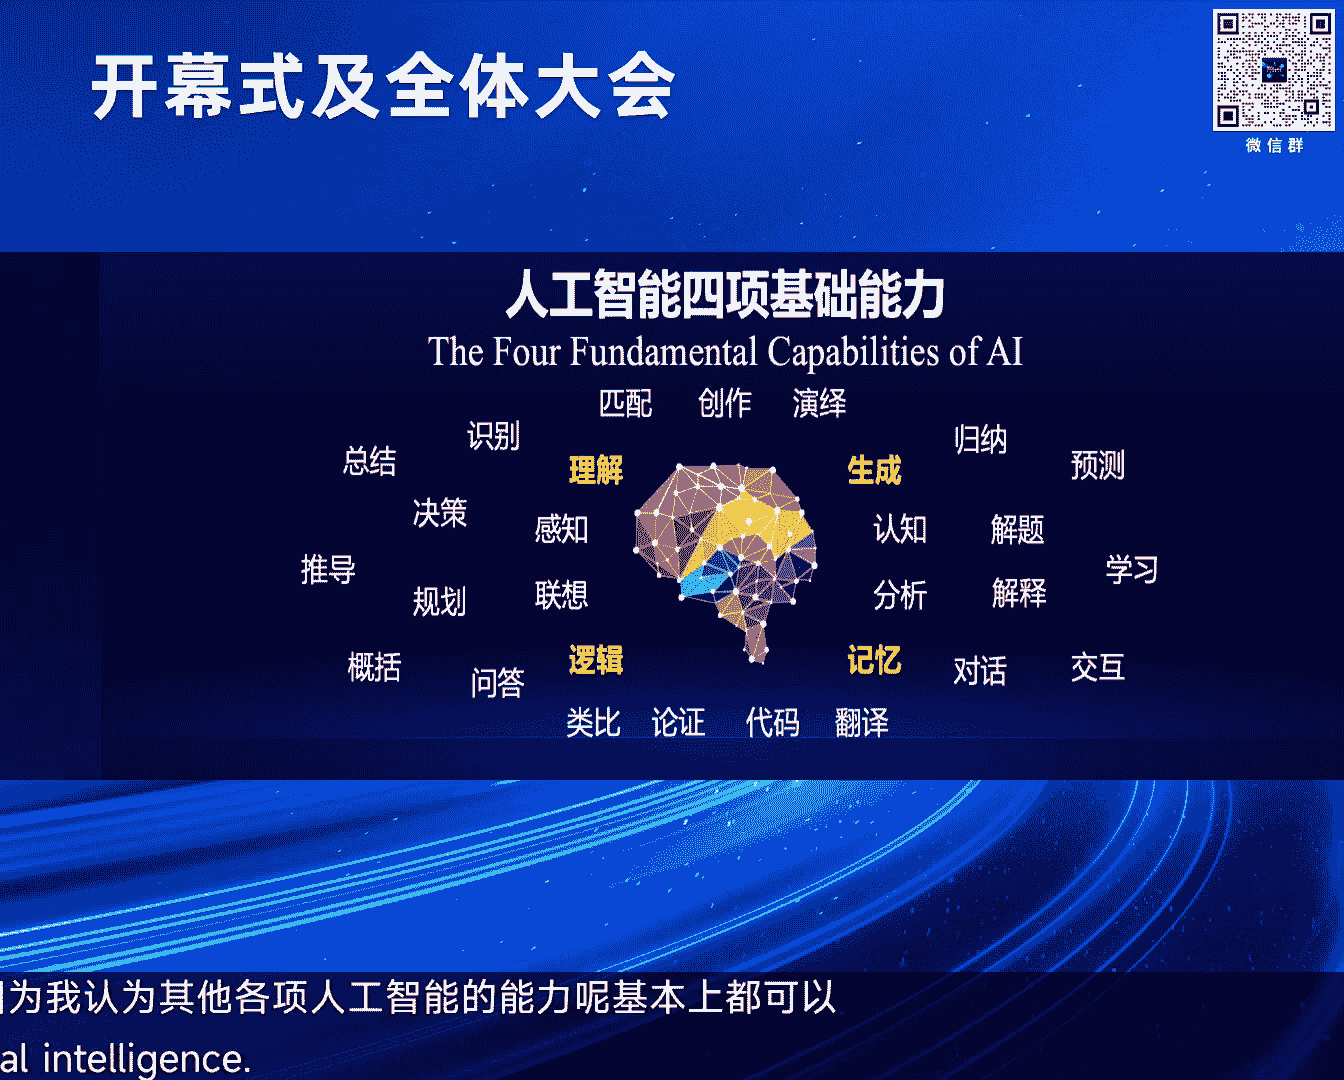 开幕式及全体大会
微信群
人工智能四项基础能力
The Four Fundamental Capabilities of AI
匹配 创作 演绎
识别 归纳
总结 预测
理解 生成
决策 感知 认知 解题
推导 学习
规划 联想 分析 解释
逻辑 记忆
概括 问答 对话 交互
类比 论证 代码 翻译
为我认为其他各项人工智能的能力呢基本上都可以
al intelligence.